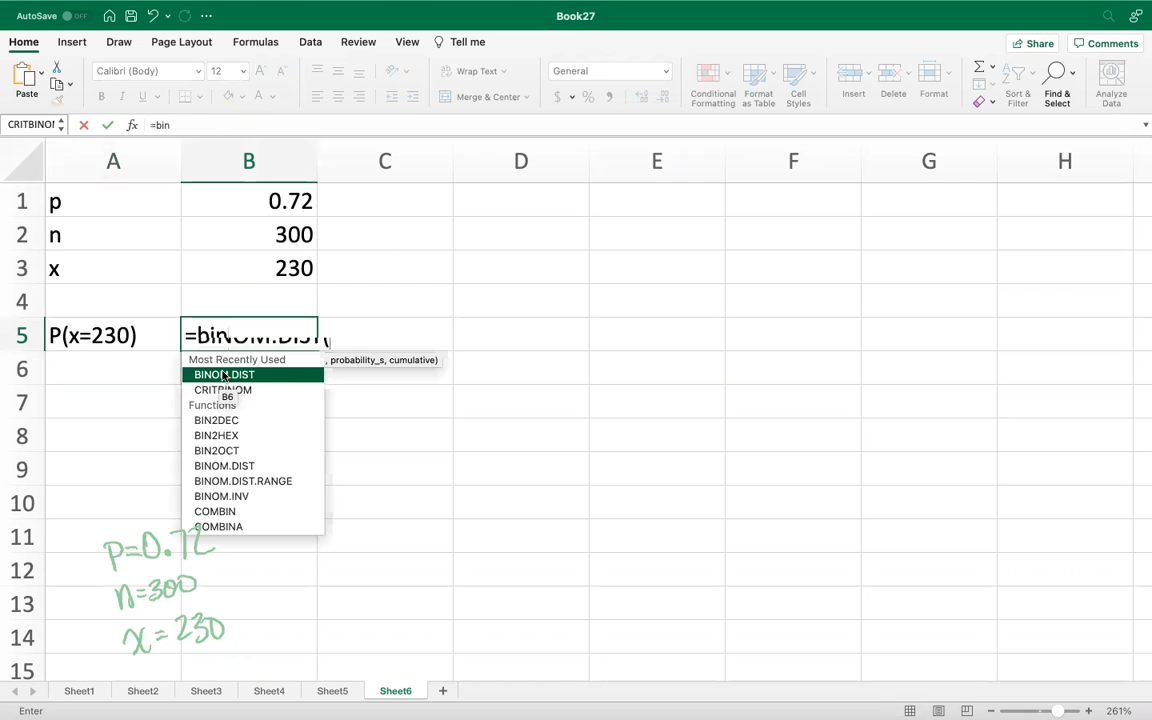 AutoSave OFF ... Book27
Home Insert Draw Page Layout Formulas Data Review View Tell me Share Comments
Paste Calibri (Body) 12 A A Wrap Text General Conditional Formatting Format as Table Cell Styles Insert Delete Format Sort & Filter Find & Select Analyze Data
B I U A Merge & Center $ % 9
CRITBINOM fx =bin
A B C D E F G H
1 p 0.72
2 n 300
3 x 230
4
5 P(x=230) =bin
Most Recently Used , probability_s, cumulative)
6 BINOM.DIST
CRITBINOM
B6
7 Functions
BIN2DEC
8 BIN2HEX
BIN2OCT
9 BINOM.DIST
BINOM.DIST.RANGE
10 BINOM.INV
COMBIN
11 COMBINA
p=0.72
12
n=300
13
x=230
14
15
Sheet1 Sheet2 Sheet3 Sheet4 Sheet5 Sheet6 +
Enter 261%